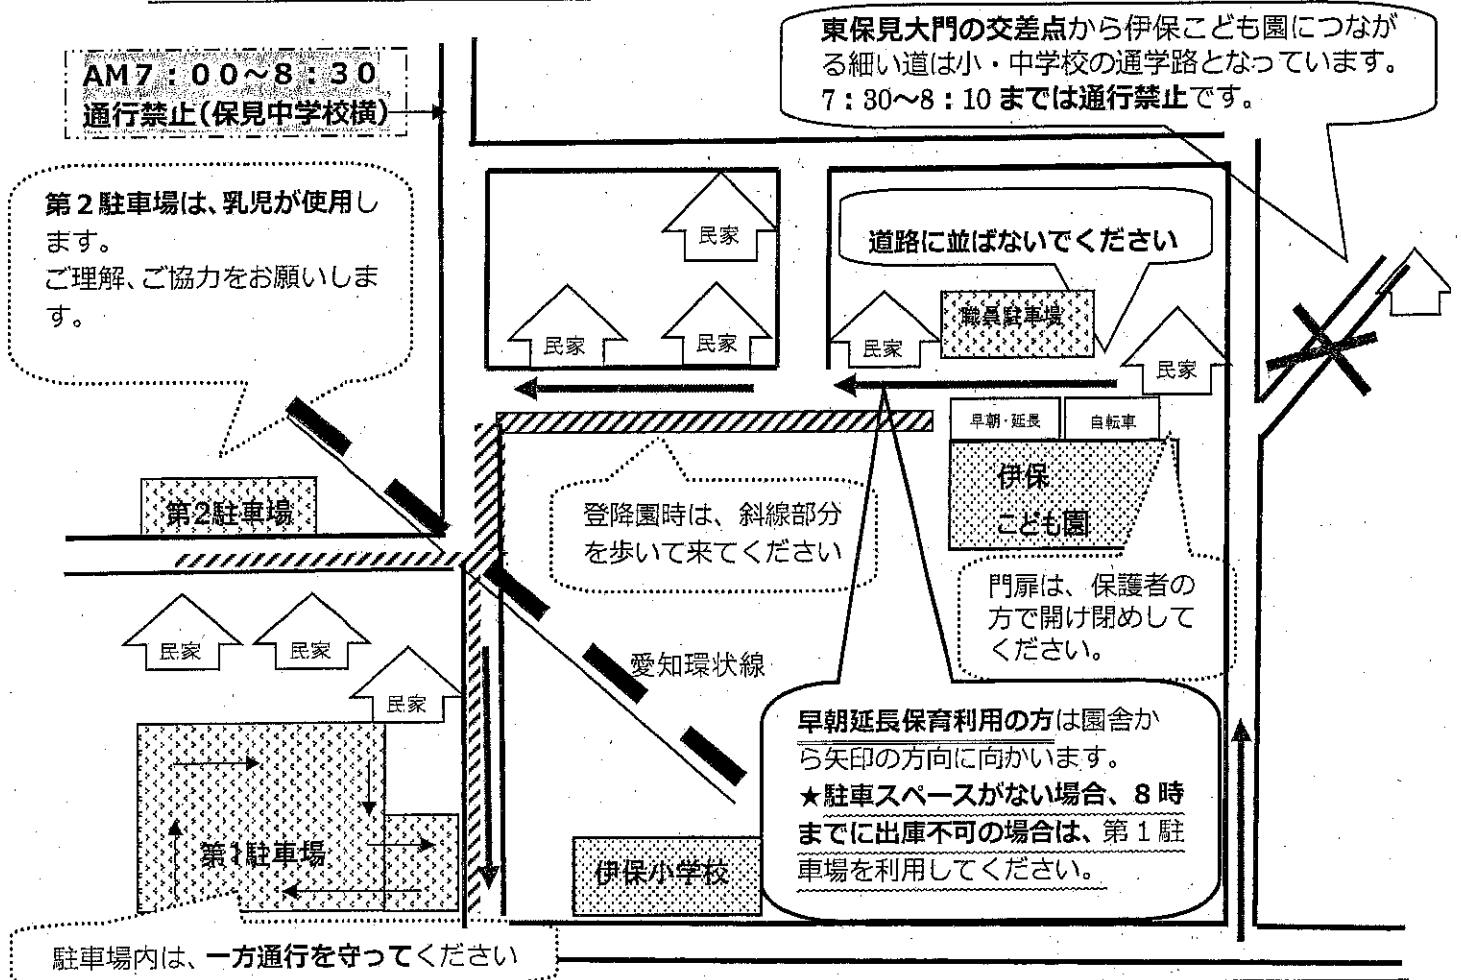 AM7：00～8：30
通行禁止（保見中学校横）
東保見大門の交差点から伊保こども園につなが
る細い道は小・中学校の通学路となっています。
7：30～8：10 までは通行禁止です。
第２駐車場は、乳児が使用し
ます。
ご理解、ご協力をお願いしま
す。
民家
道路に並ばないでください
職員駐車場
民家
民家
民家
民家
早朝・延長
自転車
伊保
こども園
第2駐車場
登降園時は、斜線部分
を歩いて来てください
門扉は、保護者の
方で開け閉めして
ください。
民家
民家
民家
愛知環状線
早朝延長保育利用の方は園舎か
ら矢印の方向に向かいます。
★駐車スペースがない場合、８時
までに出庫不可の場合は、第１駐
車場を利用してください。
第1駐車場
伊保小学校
駐車場内は、一方通行を守ってください